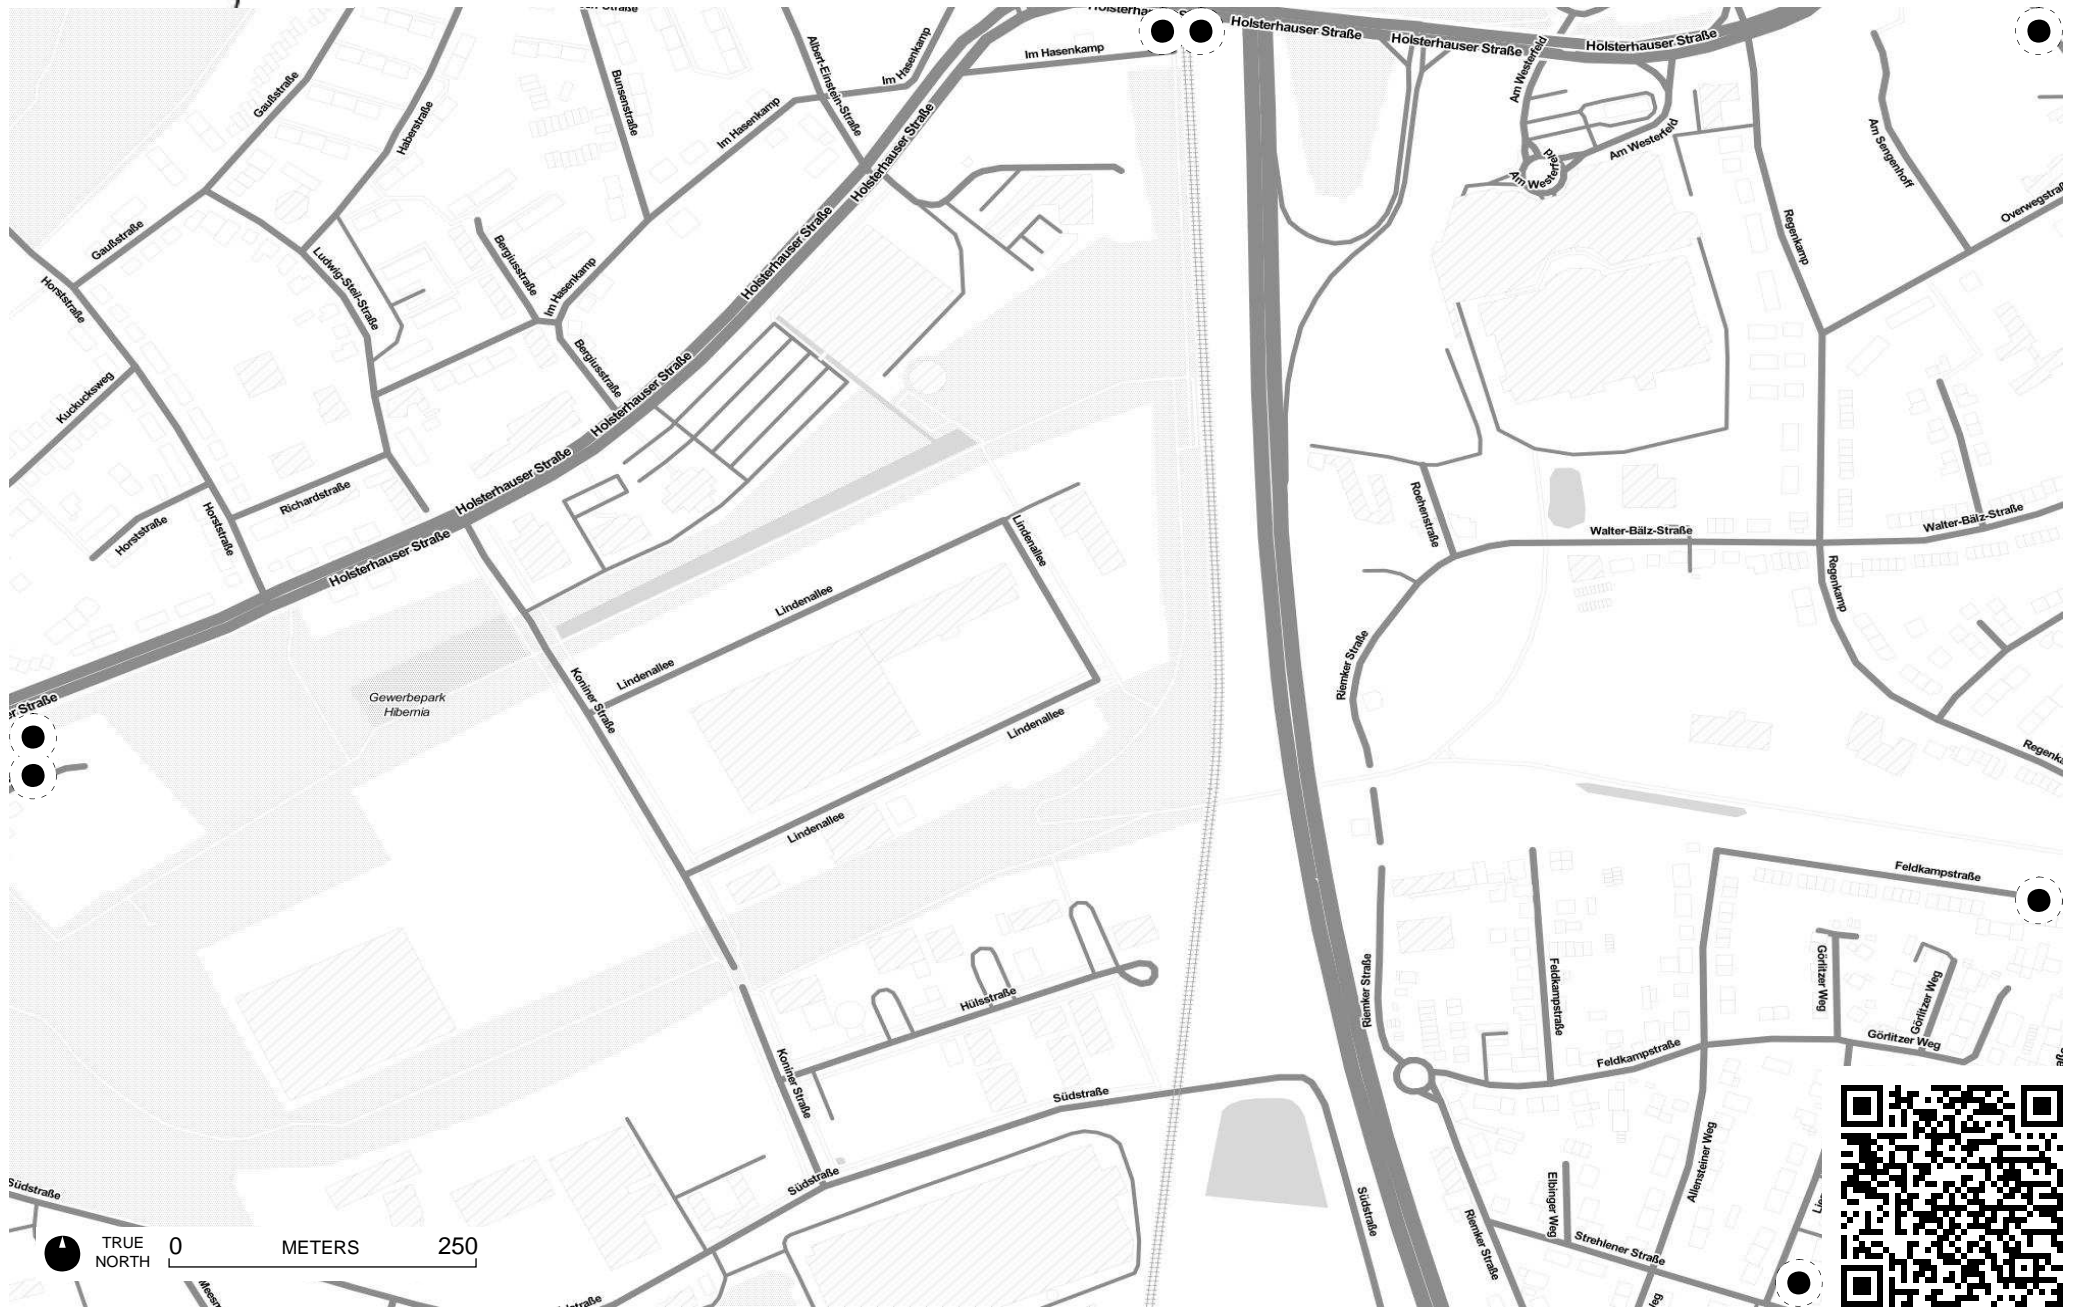 Holsterhauser Straße
Holsterhauser Straße
Holsterhauser Straße
Im Hasenkamp
Im Hasenkamp
Albert-Einstein-Straße
Am Westerfeld
Gaußstraße
Haberstraße
Bunsenstraße
Im Hasenkamp
Holsterhauser Straße
Am Westerfeld
Am Westerfeld
Am Sengenhoff
Gaußstraße
Ludwig-Steil-Straße
Bergiusstraße
Im Hasenkamp
Holsterhauser Straße
Regenkamp
Horststraße
Bergiusstraße
Holsterhauser Straße
Kuckucksweg
Richardstraße
Holsterhauser Straße
Horststraße
Horststraße
Holsterhauser Straße
Roehenstraße
Walter-Bälz-Straße
Walter-Bälz-Straße
Lindenallee
Lindenallee
Regenkamp
Lindenallee
Riemker Straße
Koniner Straße
Gewerbepark
Hibernia
Lindenallee
Lindenallee
Feldkampstraße
Hülsstraße
Riemker Straße
Feldkampstraße
Görlitzer Weg
Görlitzer Weg
Görlitzer Weg
Feldkampstraße
Koniner Straße
Südstraße
Südstraße
Südstraße
Südstraße
Allensteiner Weg
Elbinger Weg
Riemker Straße
Strehlener Straße
TRUE
NORTH
0 METERS 250